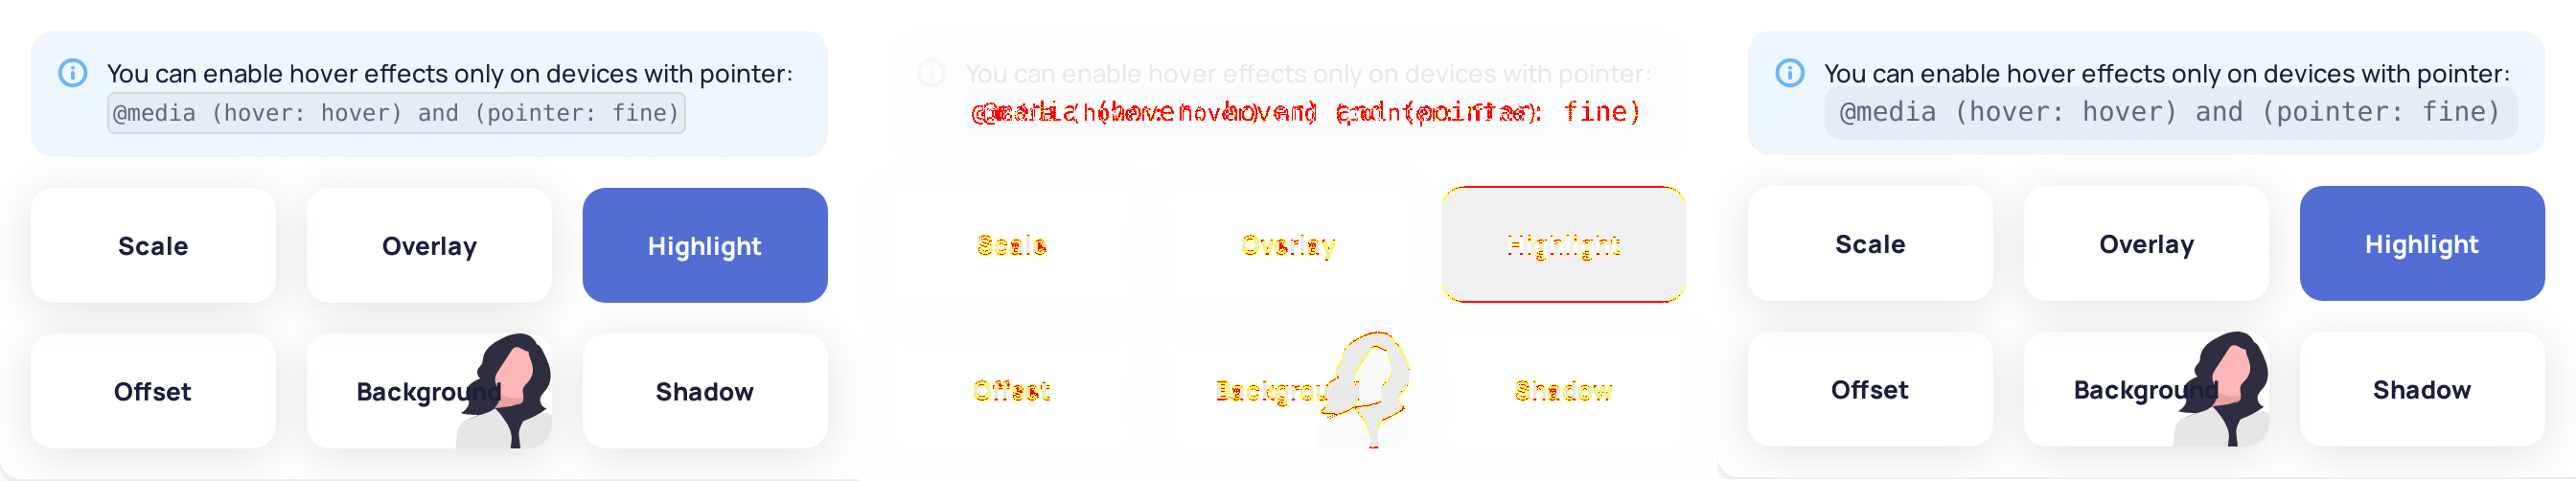 You can enable hover effects only on devices with pointer:
@media (hover: hover) and (pointer: fine)
Scale
Overlay
Highlight
Offset
Background
Shadow
You can enable hover effects only on devices with pointer:
Scale
Overlay
Highlight
Offset
Background
Shadow
You can enable hover effects only on devices with pointer:
@media (hover: hover) and (pointer: fine)
Scale
Overlay
Highlight
Offset
Background
Shadow